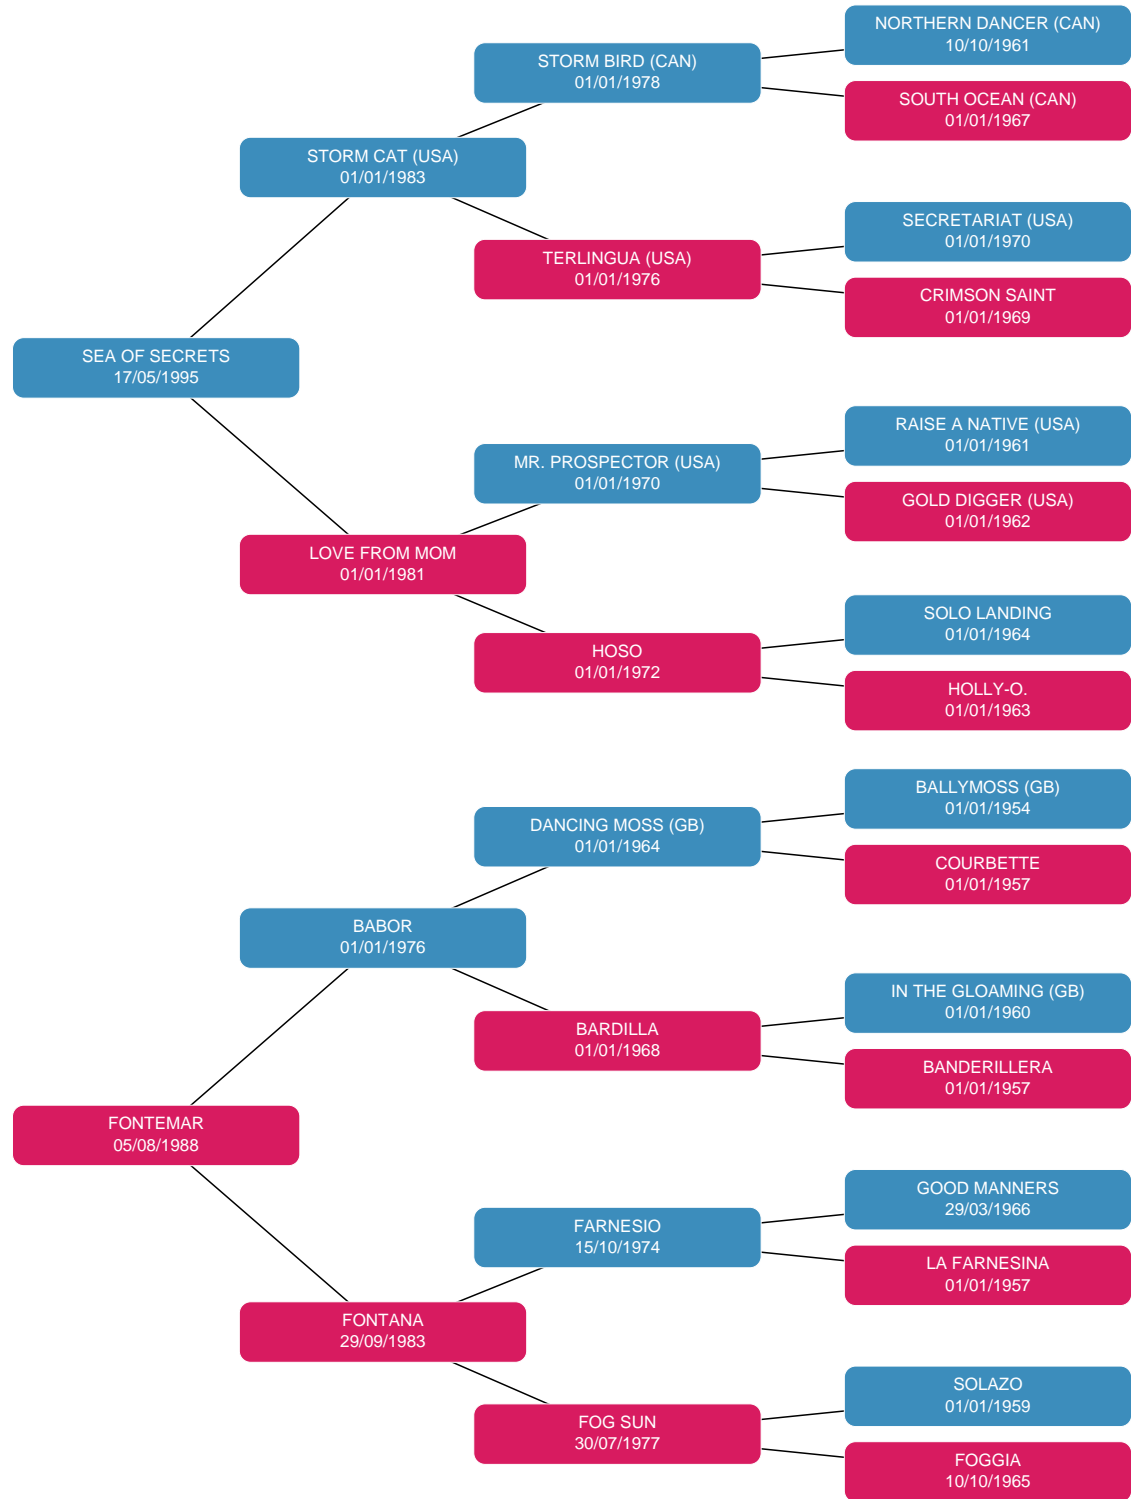 NORTHERN DANCER (CAN)
10/10/1961
STORM BIRD (CAN)
01/01/1978
SOUTH OCEAN (CAN)
01/01/1967
STORM CAT (USA)
01/01/1983
SECRETARIAT (USA)
01/01/1970
TERLINGUA (USA)
01/01/1976
CRIMSON SAINT
01/01/1969
SEA OF SECRETS
17/05/1995
RAISE A NATIVE (USA)
01/01/1961
MR. PROSPECTOR (USA)
01/01/1970
GOLD DIGGER (USA)
01/01/1962
LOVE FROM MOM
01/01/1981
SOLO LANDING
01/01/1964
HOSO
01/01/1972
HOLLY-O.
01/01/1963
BALLYMOSS (GB)
01/01/1954
DANCING MOSS (GB)
01/01/1964
COURBETTE
01/01/1957
BABOR
01/01/1976
IN THE GLOAMING (GB)
01/01/1960
BARDILLA
01/01/1968
BANDERILLERA
01/01/1957
FONTEMAR
05/08/1988
GOOD MANNERS
29/03/1966
FARNESIO
15/10/1974
LA FARNESINA
01/01/1957
FONTANA
29/09/1983
SOLAZO
01/01/1959
FOG SUN
30/07/1977
FOGGIA
10/10/1965